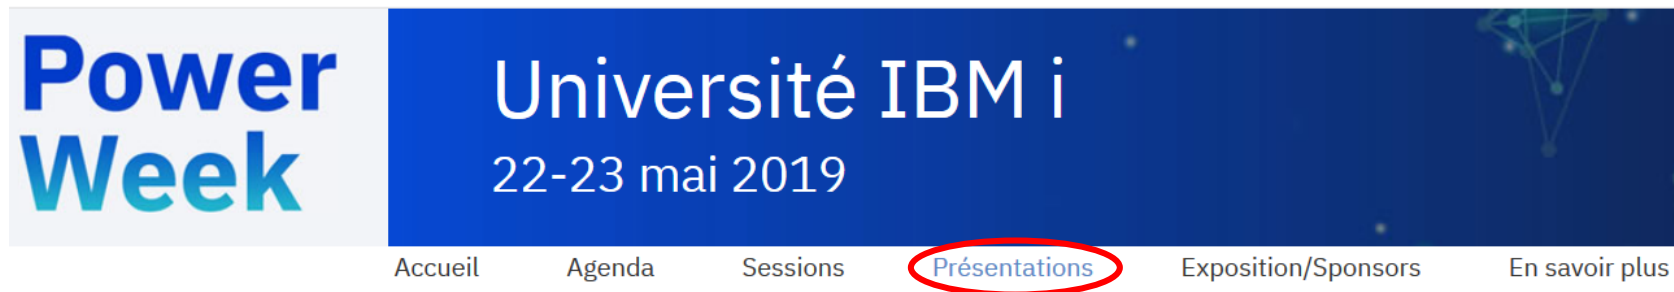 Power
Week
Université IBM i
22-23 mai 2019
Accueil Agenda Sessions Présentations Exposition/Sponsors En savoir plus